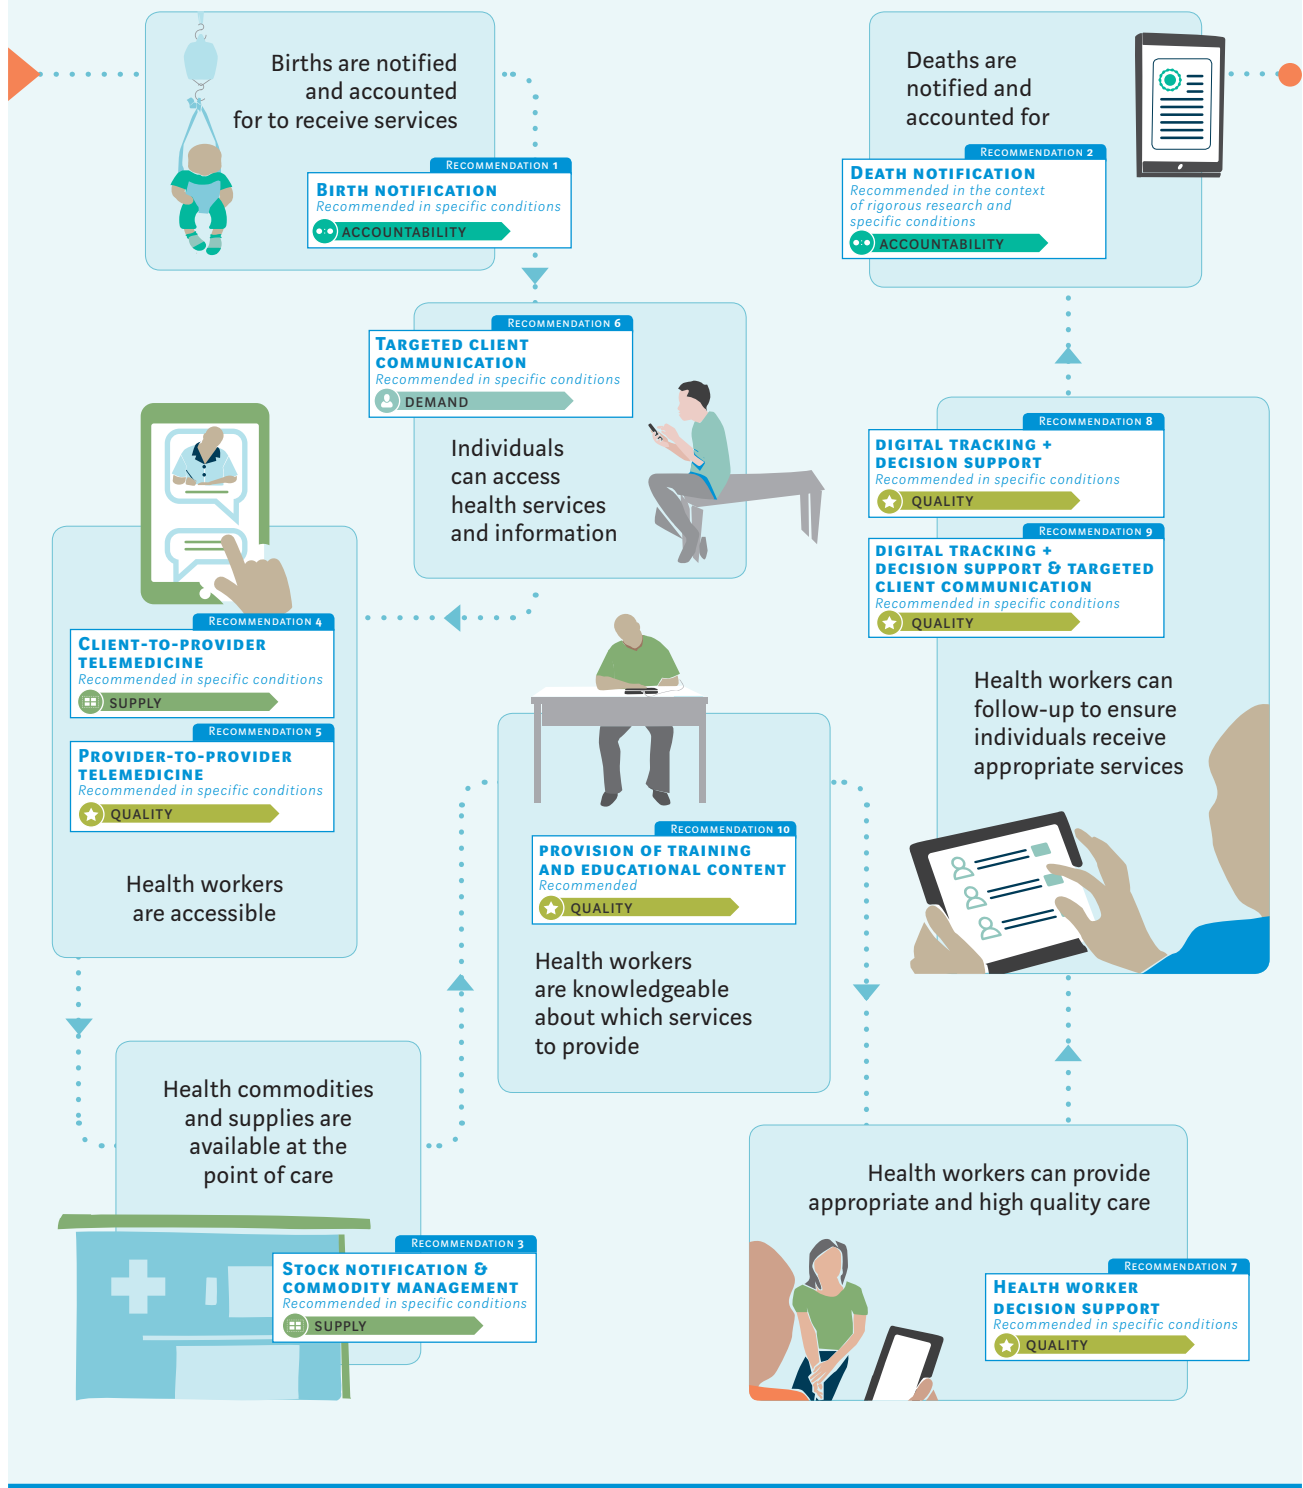 Births are notified
and accounted
for to receive services
RECOMMENDATION 1
BIRTH NOTIFICATION
Recommended in specific conditions
ACCOUNTABILITY
Deaths are
notified and
accounted for
RECOMMENDATION 2
DEATH NOTIFICATION
Recommended in the context
of rigorous research and
specific conditions
ACCOUNTABILITY
RECOMMENDATION 6
TARGETED CLIENT
COMMUNICATION
Recommended in specific conditions
DEMAND
Individuals
can access
health services
and information
RECOMMENDATION 4
CLIENT-TO-PROVIDER
TELEMEDICINE
Recommended in specific conditions
SUPPLY
RECOMMENDATION 5
PROVIDER-TO-PROVIDER
TELEMEDICINE
Recommended in specific conditions
QUALITY
Health workers
are accessible
Health commodities
and supplies are
available at the
point of care
RECOMMENDATION 3
STOCK NOTIFICATION &
COMMODITY MANAGEMENT
Recommended in specific conditions
SUPPLY
RECOMMENDATION 10
PROVISION OF TRAINING
AND EDUCATIONAL CONTENT
Recommended
QUALITY
Health workers
are knowledgeable
about which services
to provide
Health workers can provide
appropriate and high quality care
RECOMMENDATION 7
HEALTH WORKER
DECISION SUPPORT
Recommended in specific conditions
QUALITY
RECOMMENDATION 8
DIGITAL TRACKING +
DECISION SUPPORT
Recommended in specific conditions
QUALITY
RECOMMENDATION 9
DIGITAL TRACKING +
DECISION SUPPORT & TARGETED
CLIENT COMMUNICATION
Recommended in specific conditions
QUALITY
Health workers can
follow-up to ensure
individuals receive
appropriate services